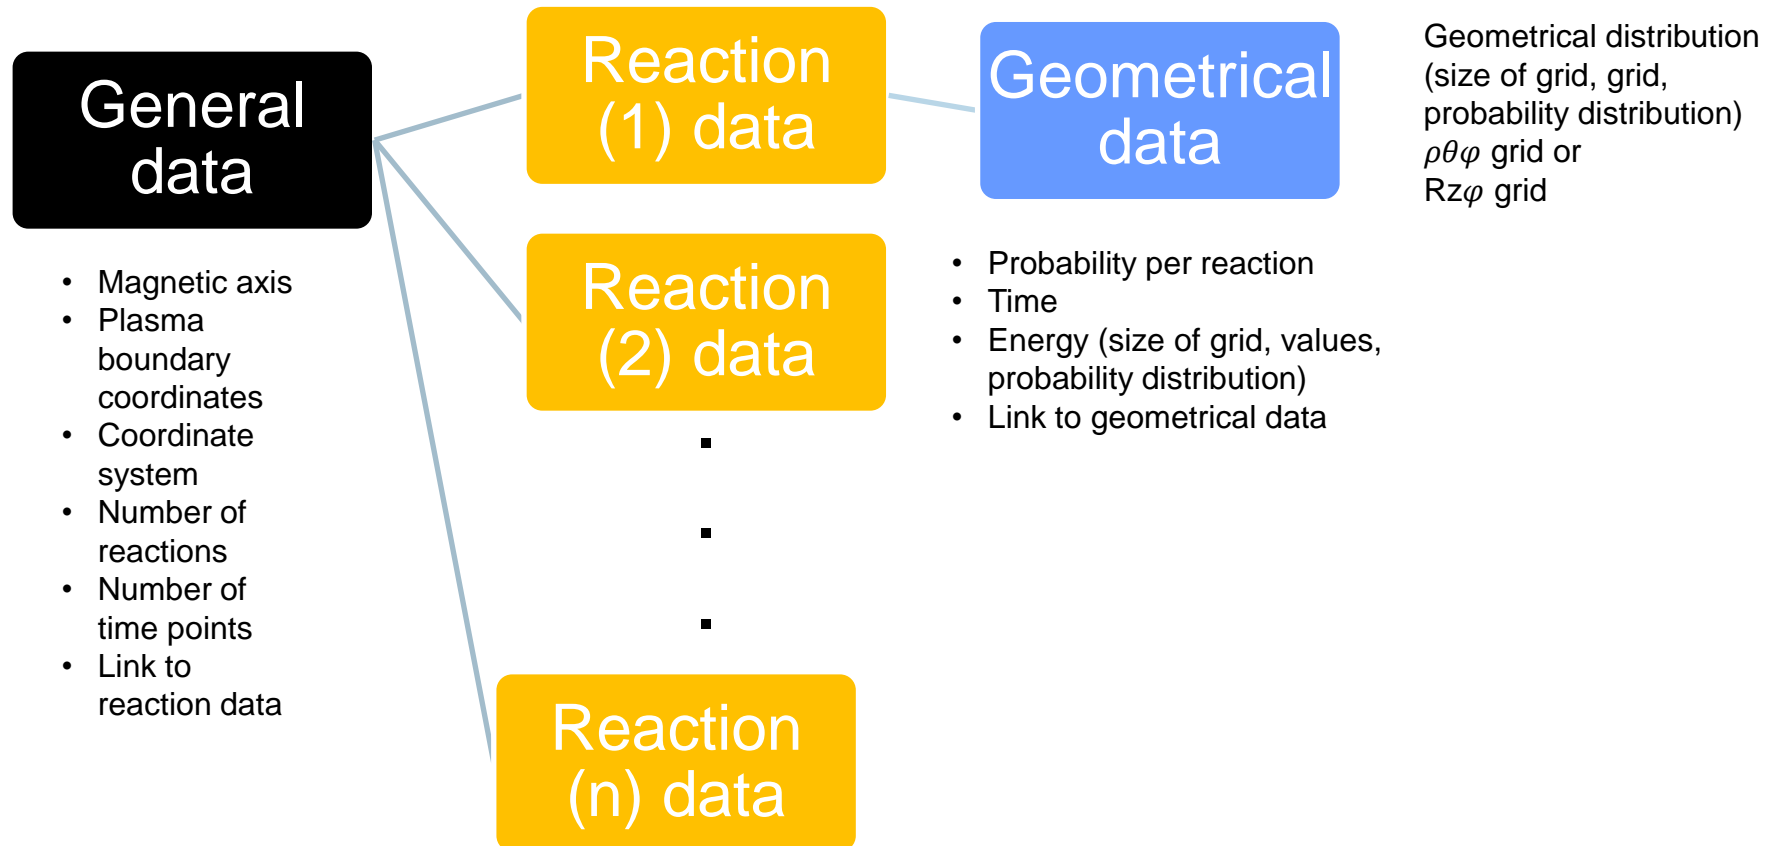 General
data
• Magnetic axis
• Plasma
boundary
coordinates
• Coordinate
system
• Number of
reactions
• Number of
time points
• Link to
reaction data
Reaction
(1) data
Reaction
(2) data
Reaction
(n) data
Geometrical
data
• Probability per reaction
• Time
• Energy (size of grid, values,
probability distribution)
• Link to geometrical data
Geometrical distribution
(size of grid, grid,
probability distribution)
𝜌𝜃𝜑 grid or
Rz𝜑 grid